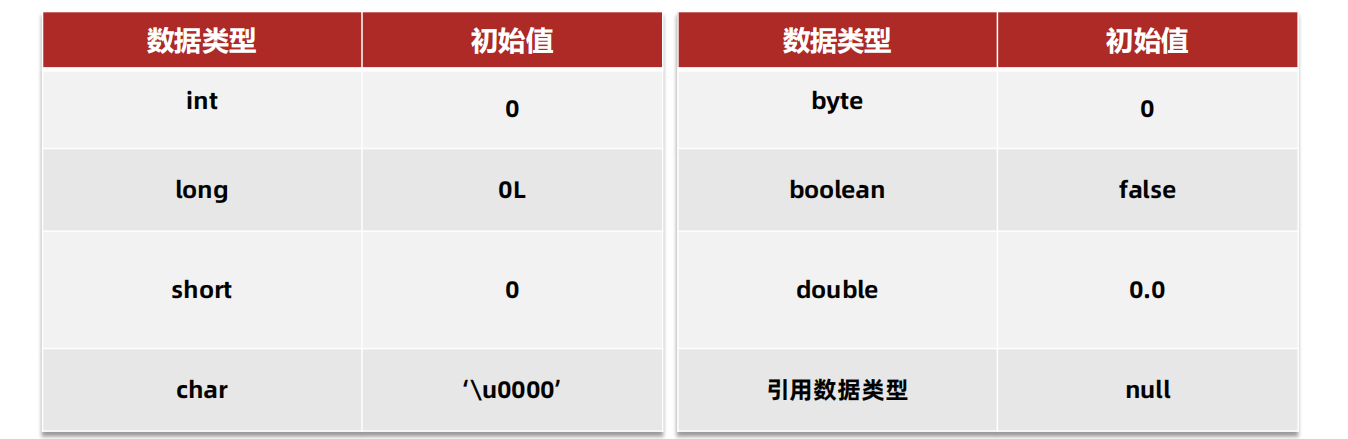 数据类型 初始值
int 0
long 0L
short 0
char ‘\u0000’
数据类型 初始值
byte 0
boolean false
double 0.0
引用数据类型 null